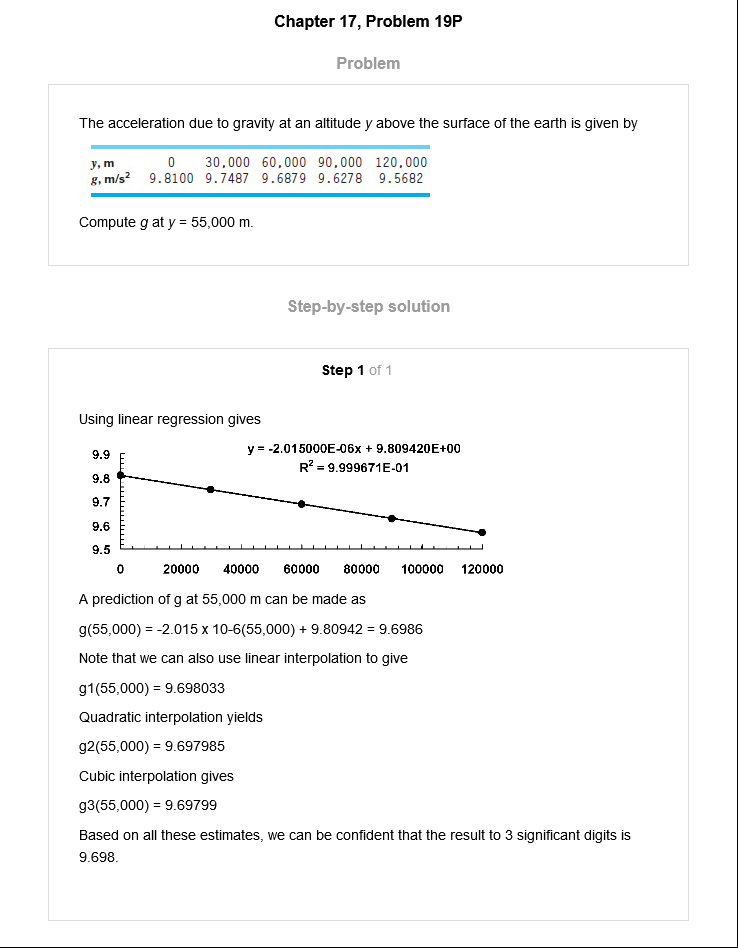 Chapter 17, Problem 19P
Problem
The acceleration due to gravity at an altitude y above the surface of the earth is given by
y, m 0 30,000 60,000 90,000 120,000
g, m/s² 9.8100 9.7487 9.6879 9.6278 9.5682
Compute g at y = 55,000 m.
Step-by-step solution
Step 1 of 1
Using linear regression gives
y = -2.015000E-06x + 9.809420E+00
R² = 9.999671E-01
9.9
9.8
9.7
9.6
9.5
0 20000 40000 60000 80000 100000 120000
A prediction of g at 55,000 m can be made as
g(55,000) = -2.015 x 10-6(55,000) + 9.80942 = 9.6986
Note that we can also use linear interpolation to give
g1(55,000) = 9.698033
Quadratic interpolation yields
g2(55,000) = 9.697985
Cubic interpolation gives
g3(55,000) = 9.69799
Based on all these estimates, we can be confident that the result to 3 significant digits is
9.698.